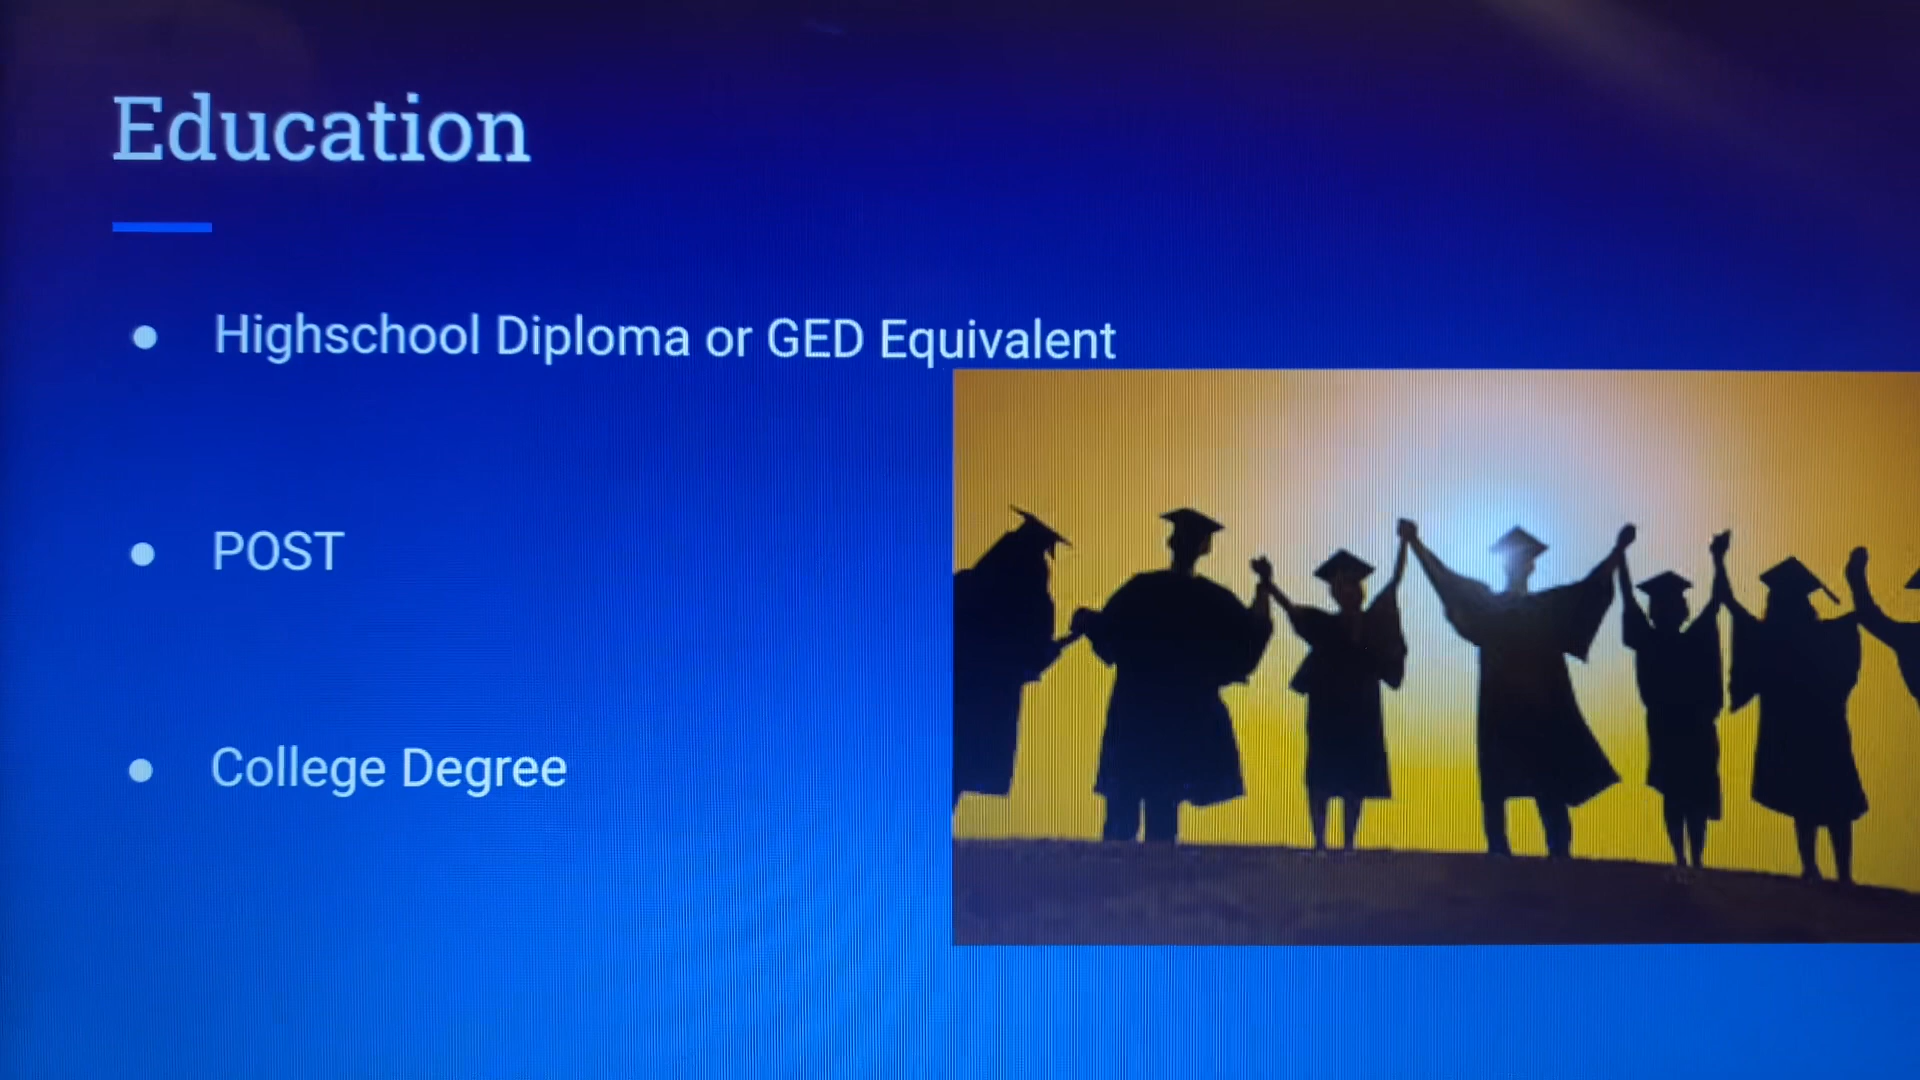 Education
Highschool Diploma or GED Equivalent
POST
College Degree